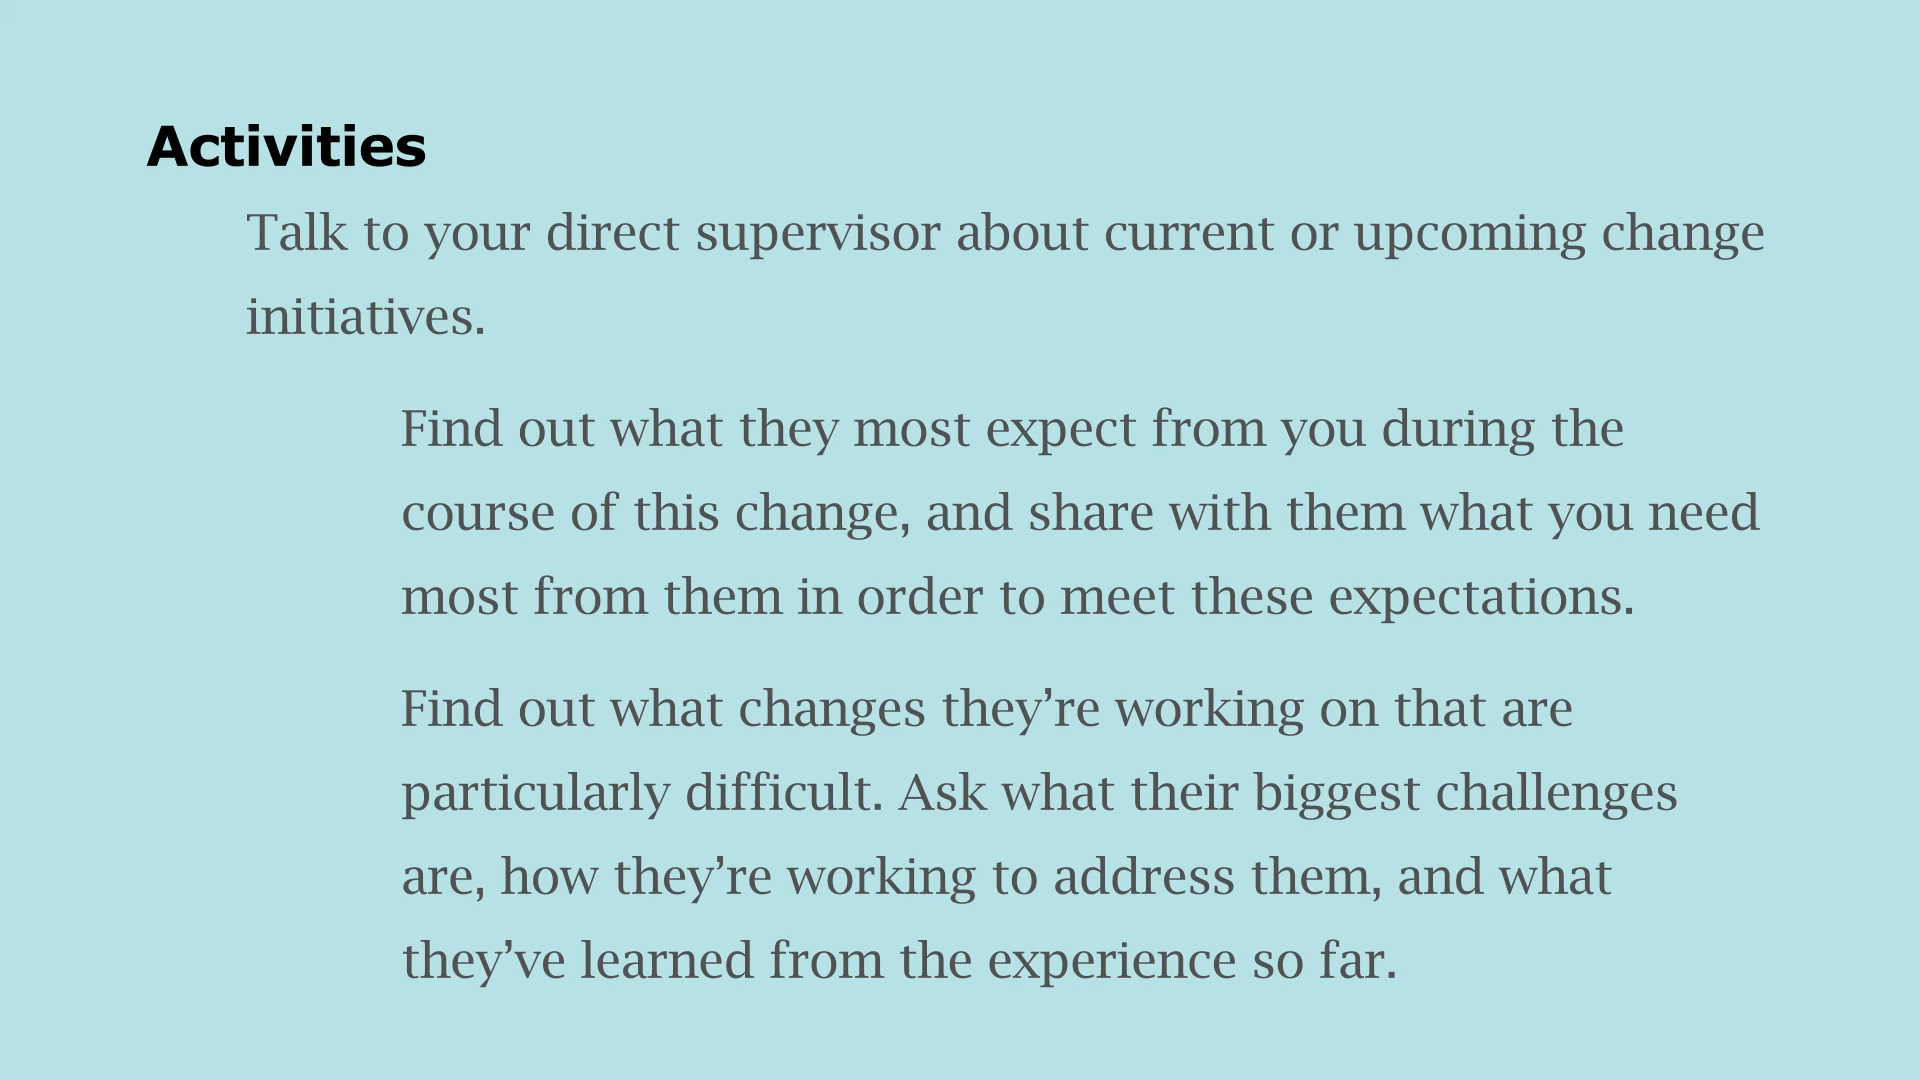 Activities
Talk to your direct supervisor about current or upcoming change
initiatives.
Find out what they most expect from you during the
course of this change, and share with them what you need
most from them in order to meet these expectations.
Find out what changes they’re working on that are
particularly difficult. Ask what their biggest challenges
are, how they’re working to address them, and what
they’ve learned from the experience so far.